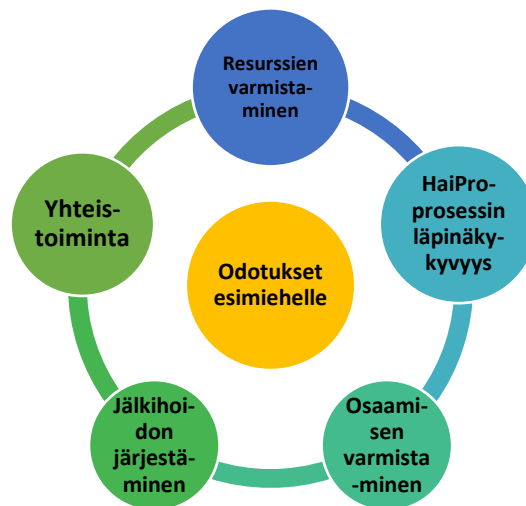 Resurssien
varmista-
minen
HaiPro-
prosessin
läpinäky-
kyvyys
Osaami-
sen
varmista
-minen
Jälkihoi-
don
järjestä-
minen
Yhteis-
toiminta
Odotukset
esimiehelle